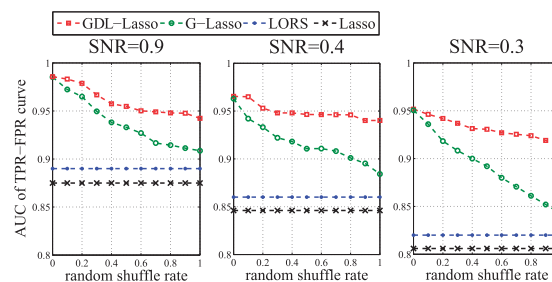 GDL-Lasso G-Lasso LORS Lasso
SNR=0.9 SNR=0.4 SNR=0.3
AUC of TPR-FPR curve
1 1 1
0.95 0.95 0.95
0.9 0.9 0.9
0.85 0.85 0.85
0.8 0.8 0.8
0 0.2 0.4 0.6 0.8 1 0 0.2 0.4 0.6 0.8 1 0 0.2 0.4 0.6 0.8 1
random shuffle rate random shuffle rate random shuffle rate